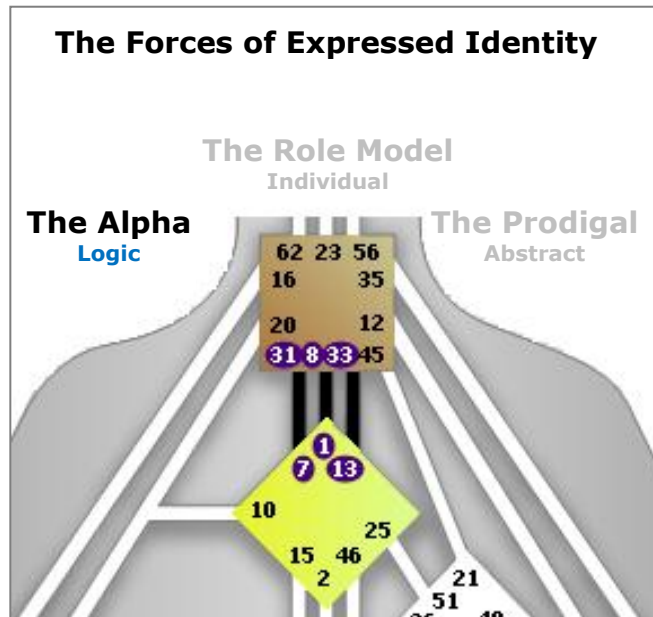 The Forces of Expressed Identity
The Role Model
Individual
The Alpha
The Prodigal
Logic
Abstract
62 23 56
16 35
20 12
31 8 33 45
1
7 13
10
25
15 46
2
21
51